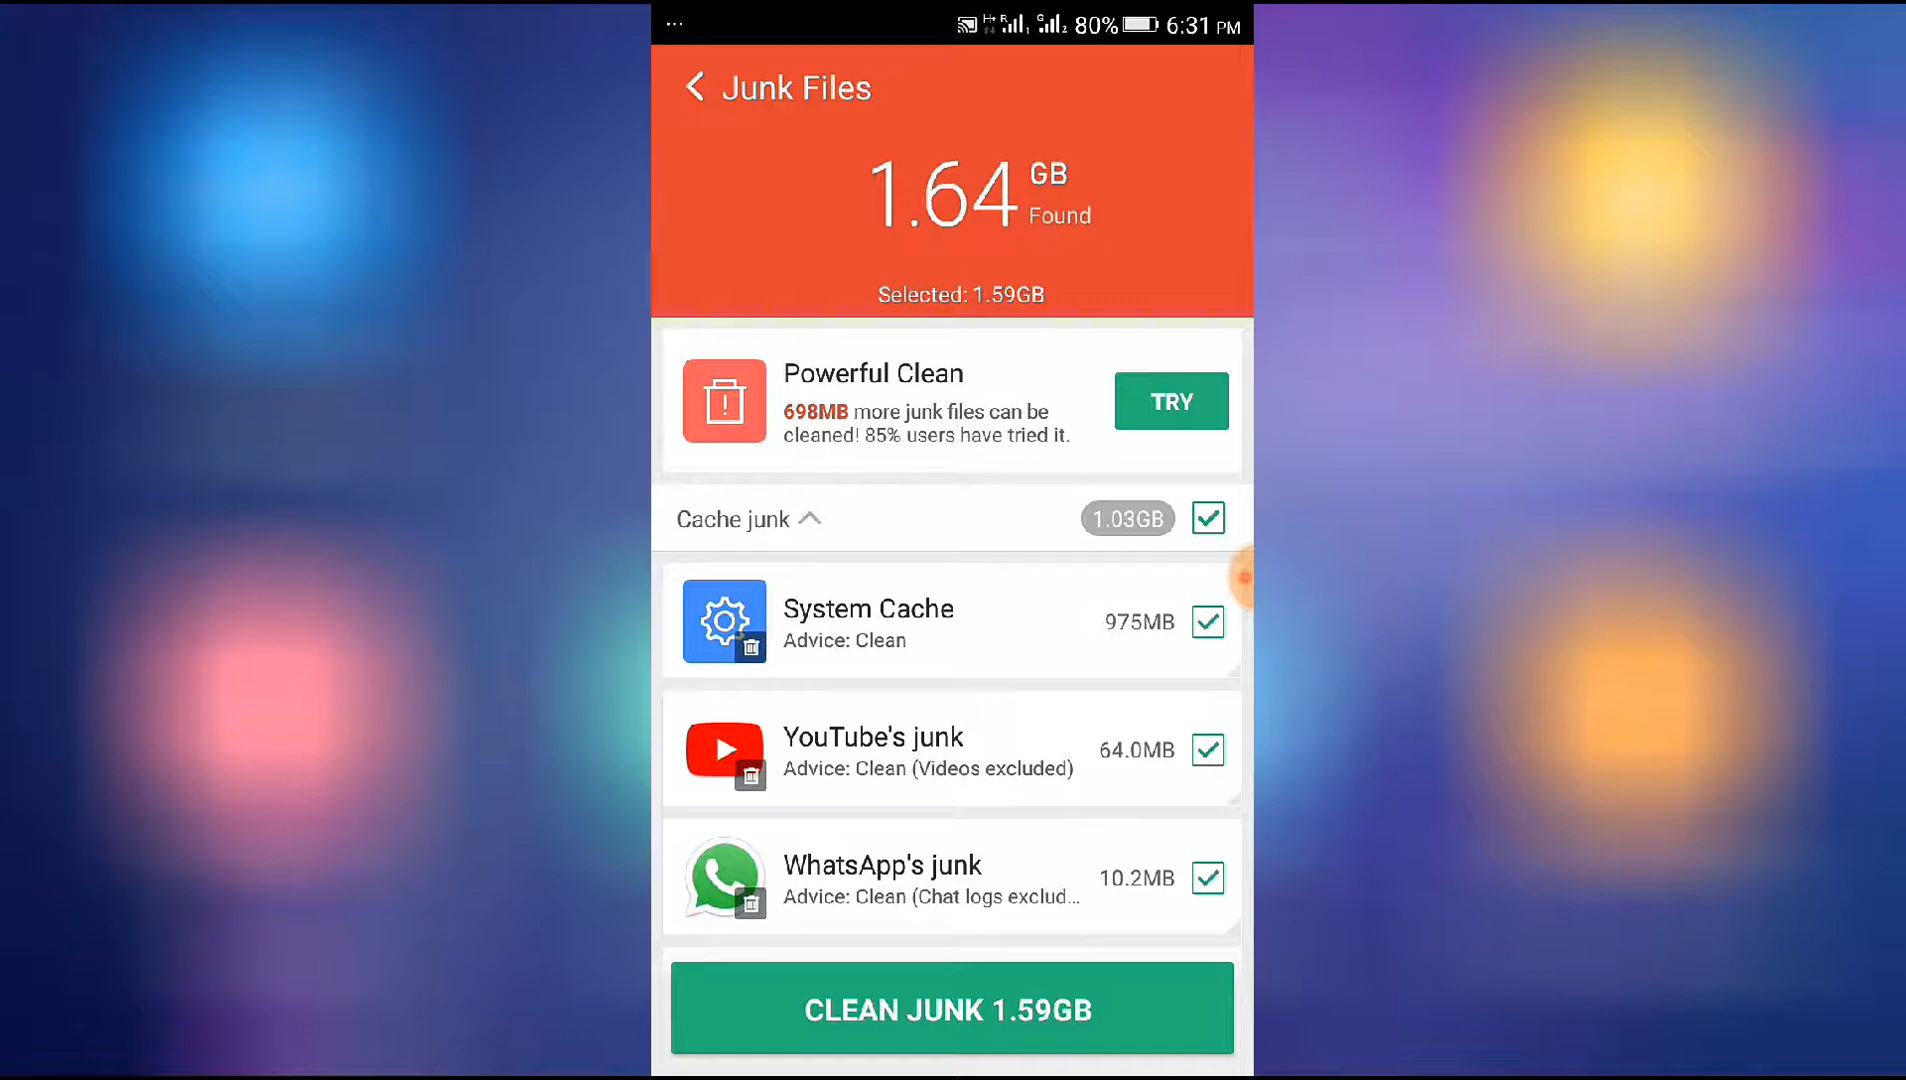 ... 80% 6:31 PM
Junk Files
1.64 GB
Found
Selected: 1.59GB
Powerful Clean
698MB more junk files can be
cleaned! 85% users have tried it.
TRY
Cache junk 1.03GB
System Cache
Advice: Clean
975MB
YouTube's junk
Advice: Clean (Videos excluded)
64.0MB
WhatsApp's junk
Advice: Clean (Chat logs exclud...
10.2MB
CLEAN JUNK 1.59GB